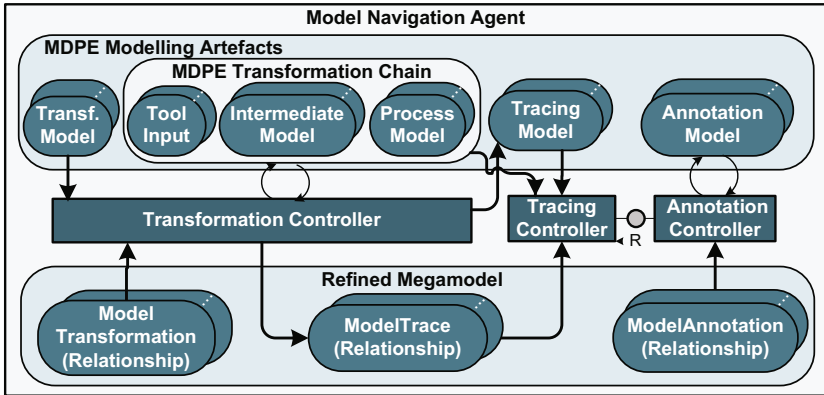 Model Navigation Agent
MDPE Modelling Artefacts
MDPE Transformation Chain
Transf.
Model
Tool
Input
Intermediate
Model
Process
Model
Tracing
Model
Annotation
Model
Transformation Controller
Tracing
Controller
R
Annotation
Controller
Refined Megamodel
Model
Transformation
(Relationship)
ModelTrace
(Relationship)
ModelAnnotation
(Relationship)